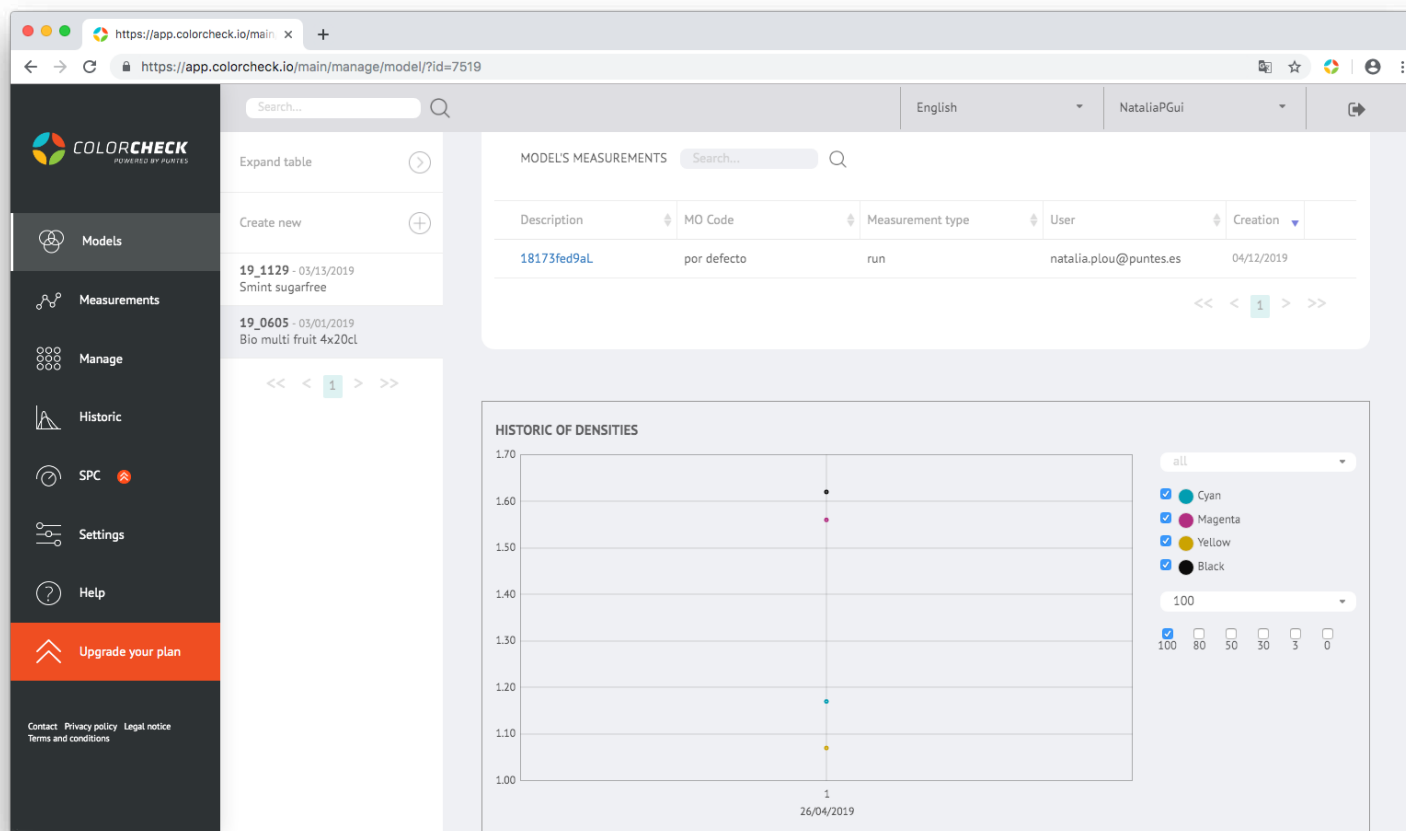 https://app.colorcheck.io/main
https://app.colorcheck.io/main/manage/model/?id=7519
COLORCHECK
POWERED BY PUNTES
Models
Measurements
Manage
Historic
SPC
Settings
Help
Upgrade your plan
Contact Privacy policy Legal notice
Terms and conditions
Search...
English
NataliaPGui
Expand table
Create new
19_1129 - 03/13/2019
Smint sugarfree
19_0605 - 03/01/2019
Bio multi fruit 4x20cl
<< < 1 > >>
MODEL'S MEASUREMENTS Search...
Description MO Code Measurement type User Creation
18173fed9aL por defecto run natalia.plou@puntes.es 04/12/2019
<< < 1 > >>
HISTORIC OF DENSITIES
1.70
1.60
1.50
1.40
1.30
1.20
1.10
1.00
1
26/04/2019
all
Cyan
Magenta
Yellow
Black
100
100 80 50 30 3 0